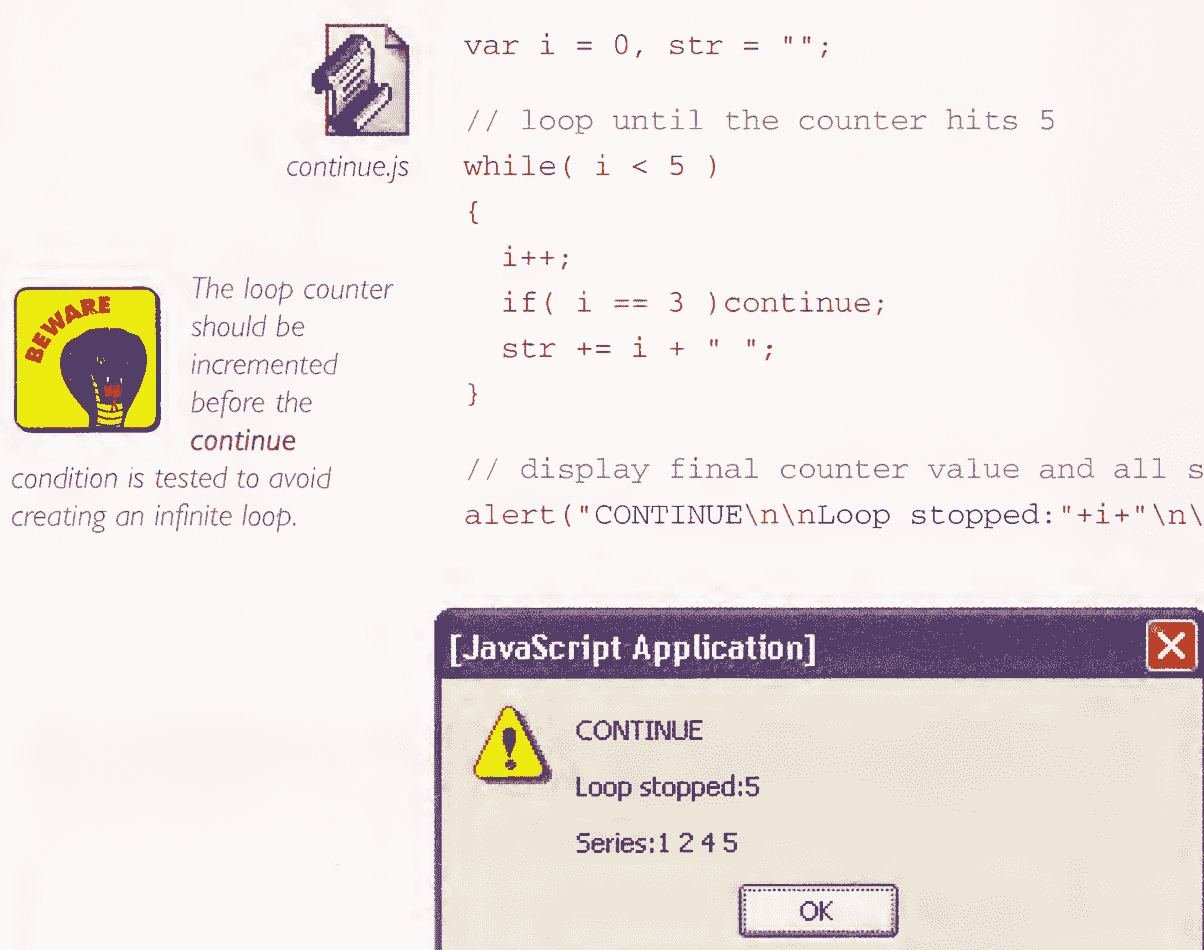 var i = 0, str = "";
// loop until the counter hits 5
continue.js
while( i < 5 )
{
i++;
if( i == 3 )continue;
str += i + " ";
}
BEWARE
The loop counter
should be
incremented
before the
continue
condition is tested to avoid
creating an infinite loop.
// display final counter value and all s
alert("CONTINUE\n\nLoop stopped:"+i+"\n\
[JavaScript Application]
CONTINUE
Loop stopped:5
Series:1 2 4 5
OK